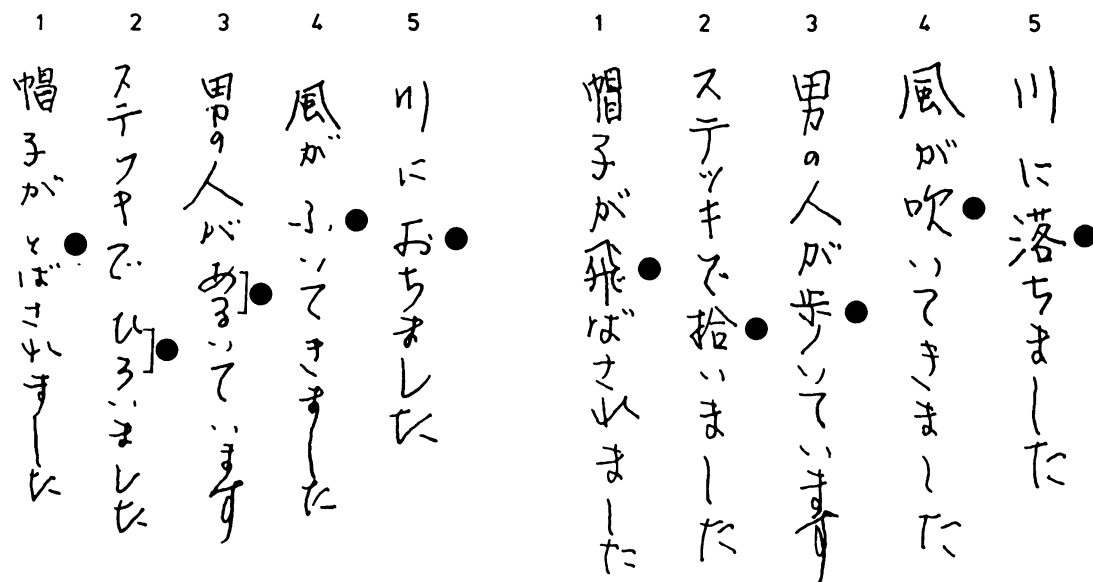 1 帽子がとばされました
2 ステッキでひろいました
3 男の人があるいています
4 風がふいてきました
5 川におちました
1 帽子が飛ばされました
2 ステッキで拾いました
3 男の人が歩いています
4 風が吹いてきました
5 川に落ちました